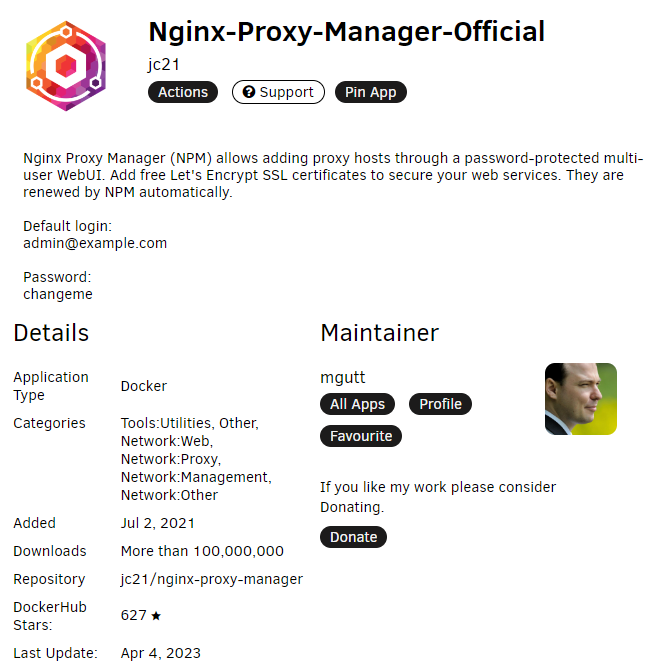 Nginx-Proxy-Manager-Official
jc21
Actions
Support
Pin App
Nginx Proxy Manager (NPM) allows adding proxy hosts through a password-protected multi-
user WebUI. Add free Let's Encrypt SSL certificates to secure your web services. They are
renewed by NPM automatically.
Default login:
admin@example.com
Password:
changeme
Details
Application
Type
Docker
Categories
Tools:Utilities, Other,
Network:Web,
Network:Proxy,
Network:Management,
Network:Other
Added
Jul 2, 2021
Downloads
More than 100,000,000
Repository
jc21/nginx-proxy-manager
DockerHub
Stars:
627 ★
Last Update:
Apr 4, 2023
Maintainer
mgutt
All Apps
Profile
Favourite
If you like my work please consider
Donating.
Donate